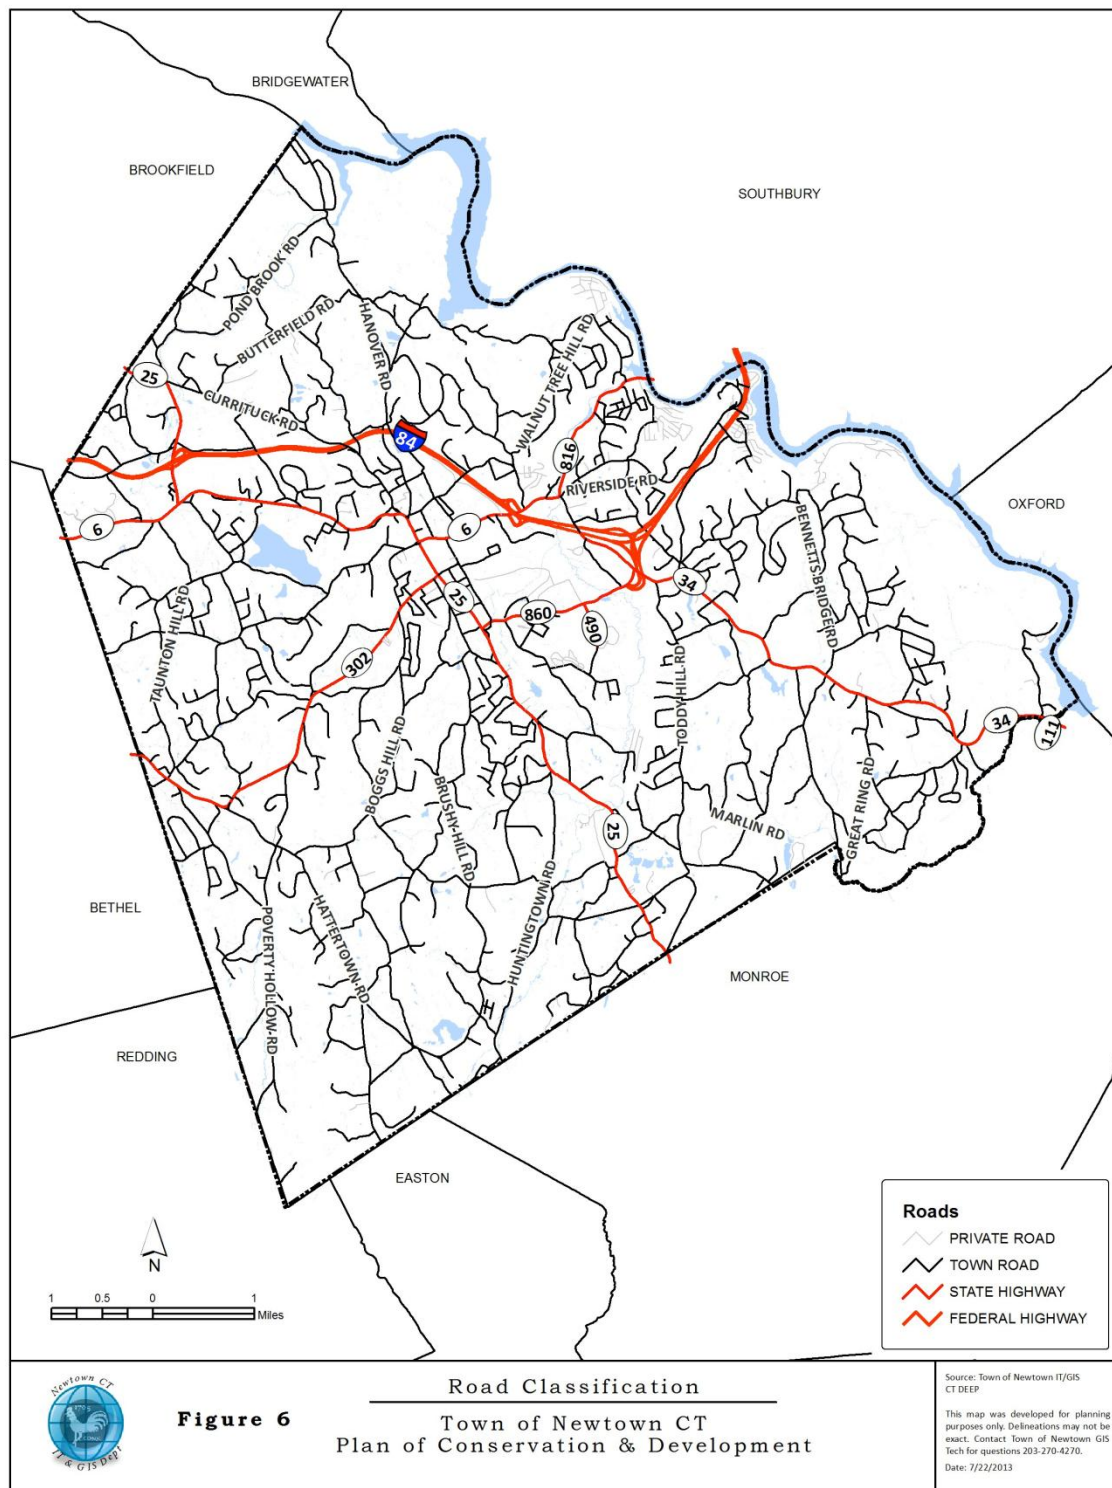 BRIDGEWATER
BROOKFIELD
SOUTHBURY
POND BROOK RD
BUTTERFIELD RD
HANOVER RD
WALNUT TREE HILL RD
25
CURRITUCK RD
84
816
RIVERSIDE RD
OXFORD
6
6
BENNETTS BRIDGE RD
34
25
860
490
TAUNTON HILL RD
302
TODDY HILL RD
34
111
BOGGS HILL RD
BRUSHY HILL RD
MARLIN RD
GREAT RING RD
25
BETHEL
POVERTY HOLLOW RD
HATTERTOWN RD
HUNTINGTOWN RD
MONROE
REDDING
EASTON
N
1 0.5 0 1
Miles
Roads
PRIVATE ROAD
TOWN ROAD
STATE HIGHWAY
FEDERAL HIGHWAY
Newtown CT
IT & GIS Dept
Figure 6
Road Classification
Town of Newtown CT
Plan of Conservation & Development
Source: Town of Newtown IT/GIS
CT DEEP
This map was developed for planning
purposes only. Delineations may not be
exact. Contact Town of Newtown GIS
Tech for questions 203-270-4270.
Date: 7/22/2013